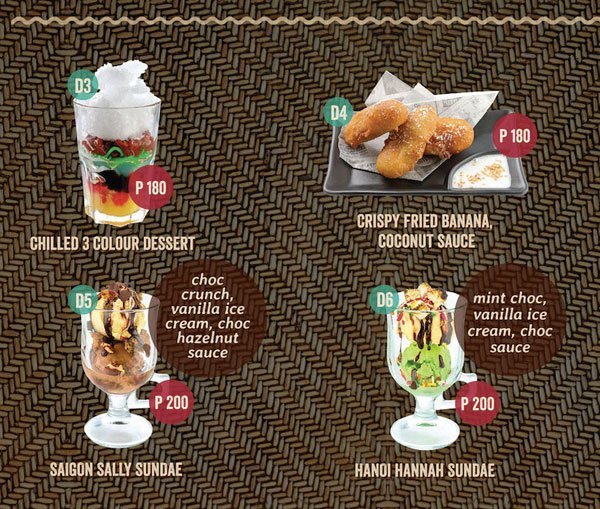 D3
P 180
CHILLED 3 COLOUR DESSERT
D4
P 180
CRISPY FRIED BANANA,
COCONUT SAUCE
D5
choc
crunch,
vanilla ice
cream, choc
hazelnut
sauce
P 200
SAIGON SALLY SUNDAE
D6
mint choc,
vanilla ice
cream, choc
sauce
P 200
HANOI HANNAH SUNDAE